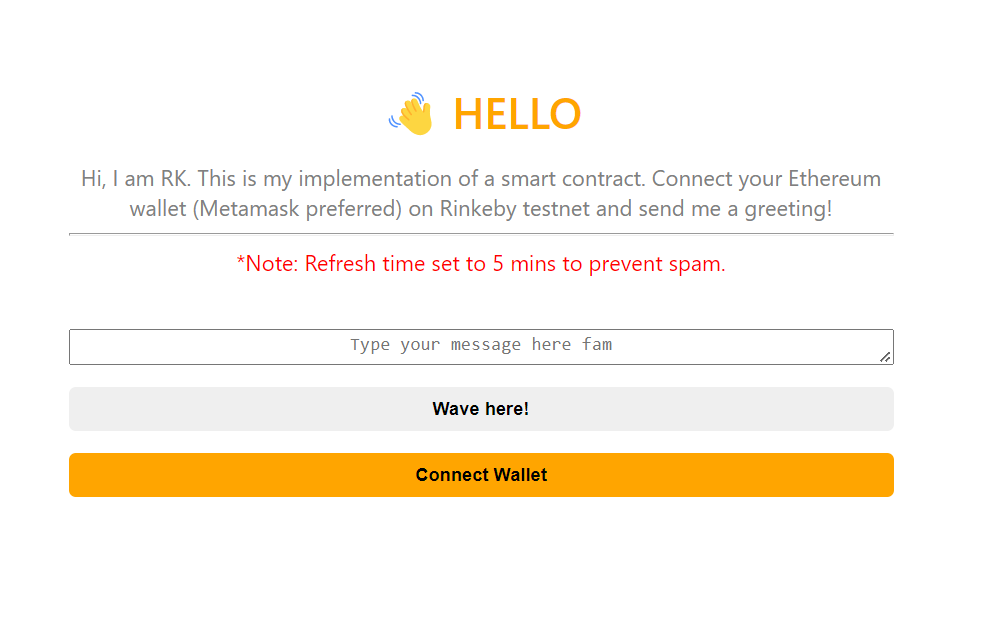 👋 HELLO
Hi, I am RK. This is my implementation of a smart contract. Connect your Ethereum
wallet (Metamask preferred) on Rinkeby testnet and send me a greeting!
*Note: Refresh time set to 5 mins to prevent spam.
Type your message here fam
Wave here!
Connect Wallet